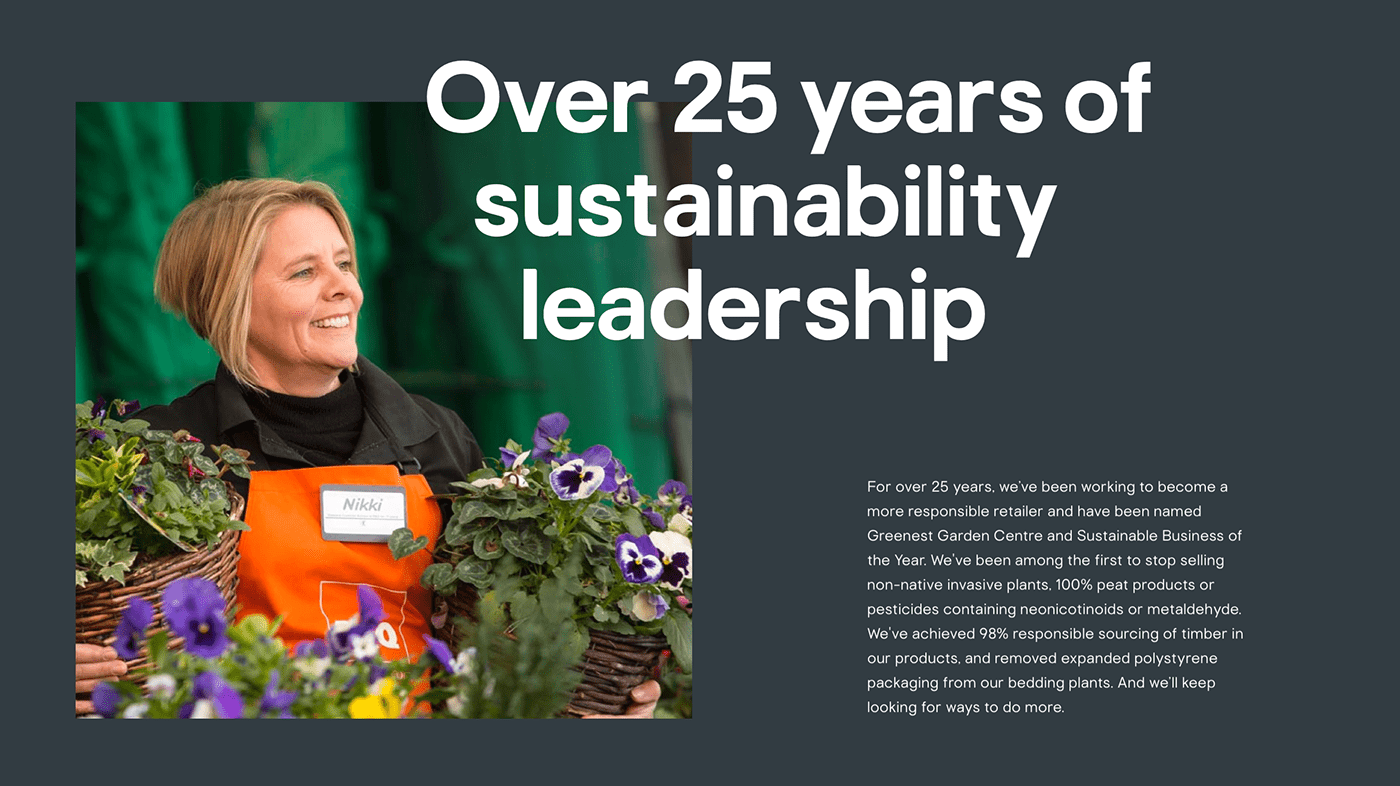 Over 25 years of
sustainability
leadership
Nikki
Q
For over 25 years, we've been working to become a
more responsible retailer and have been named
Greenest Garden Centre and Sustainable Business of
the Year. We've been among the first to stop selling
non-native invasive plants, 100% peat products or
pesticides containing neonicotinoids or metaldehyde.
We've achieved 98% responsible sourcing of timber in
our products, and removed expanded polystyrene
packaging from our bedding plants. And we'll keep
looking for ways to do more.